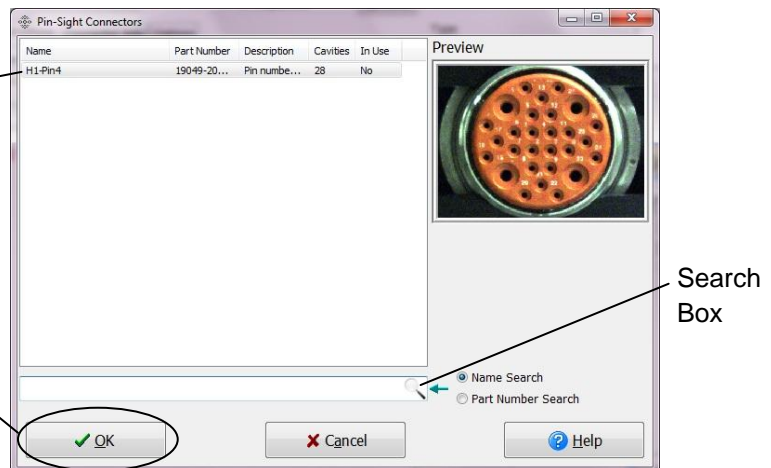 Pin-Sight Connectors
Name Part Number Description Cavities In Use
H1-Pin4 19049-20... Pin numbe... 28 No
Preview
Search
Box
Name Search
Part Number Search
OK
Cancel
Help